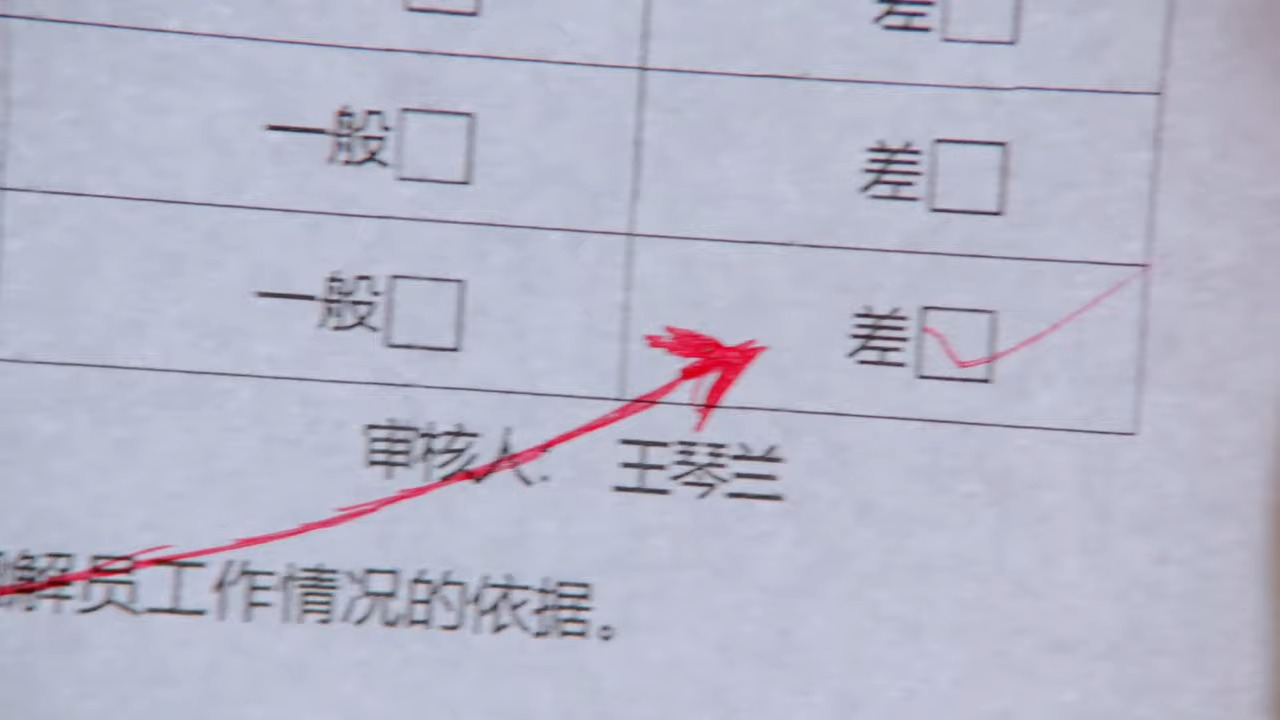 差□
一般□ 差□
一般□ 差☑
审核人: 王琴兰
解员工作情况的依据。